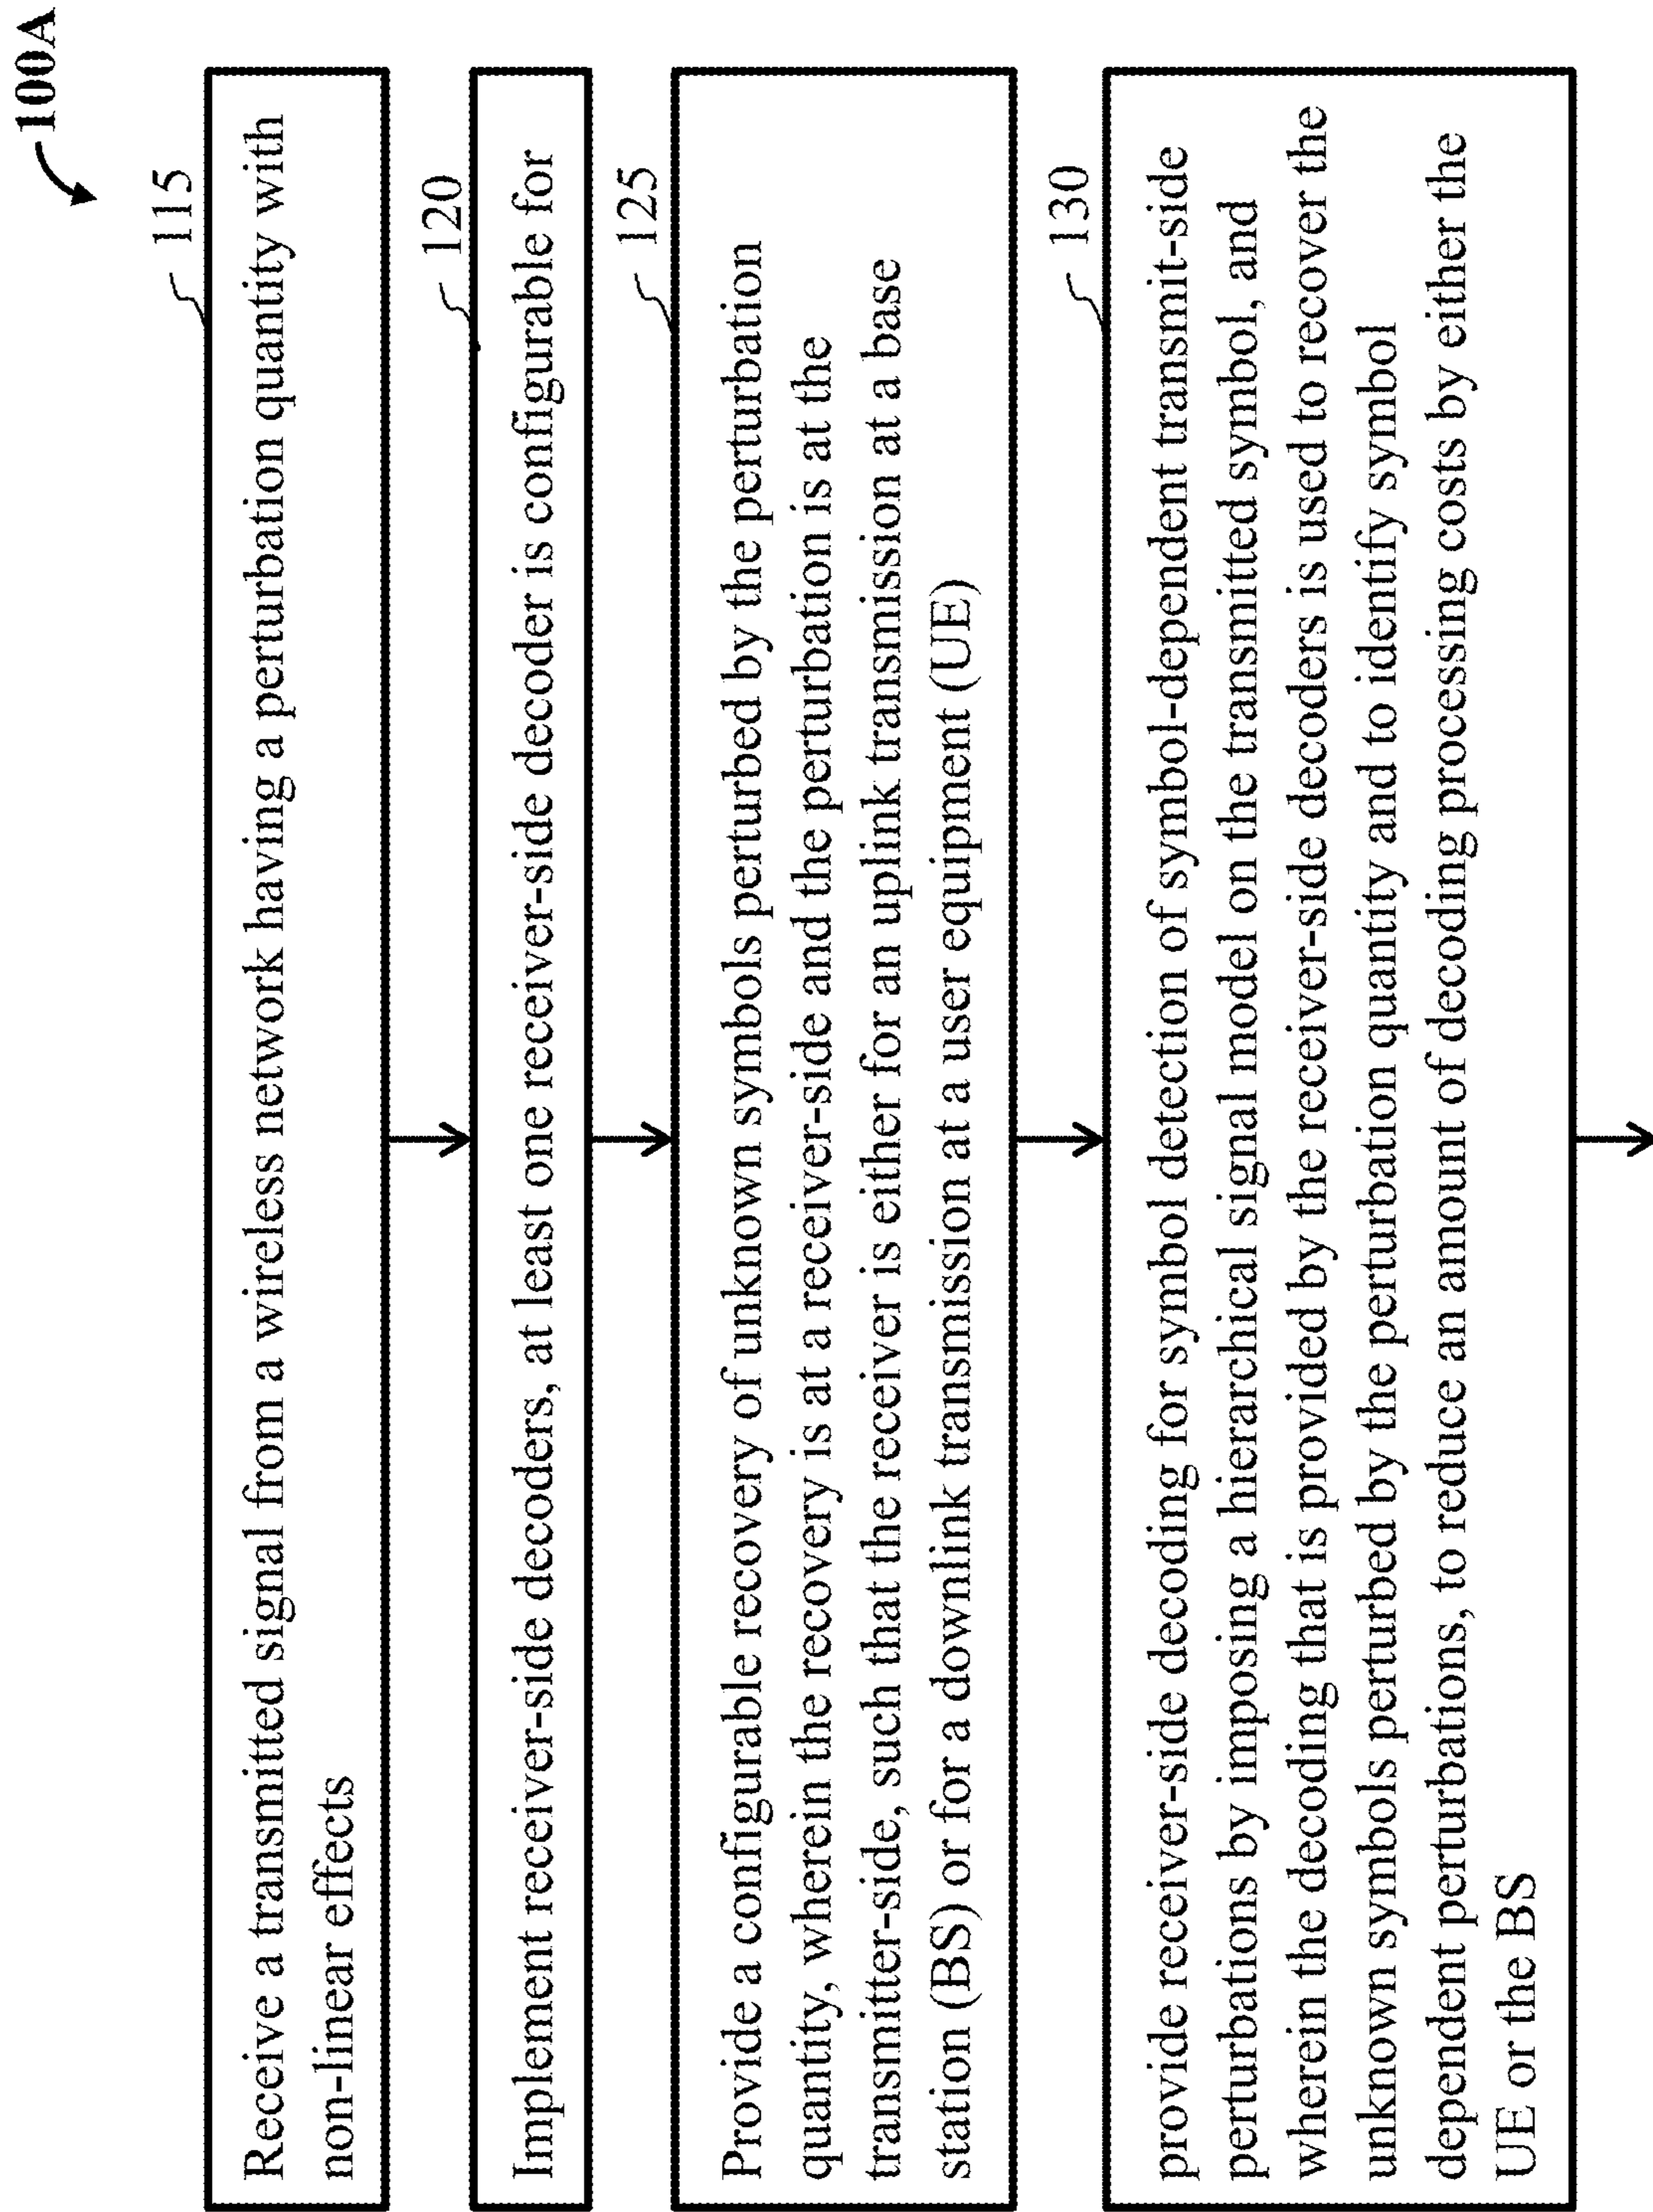 100A
115
Receive a transmitted signal from a wireless network having a perturbation quantity with
non-linear effects
120
Implement receiver-side decoders, at least one receiver-side decoder is configurable for
125
Provide a configurable recovery of unknown symbols perturbed by the perturbation
quantity, wherein the recovery is at a receiver-side and the perturbation is at the
transmitter-side, such that the receiver is either for an uplink transmission at a base
station (BS) or for a downlink transmission at a user equipment (UE)
130
provide receiver-side decoding for symbol detection of symbol-dependent transmit-side
perturbations by imposing a hierarchical signal model on the transmitted symbol, and
wherein the decoding that is provided by the receiver-side decoders is used to recover the
unknown symbols perturbed by the perturbation quantity and to identify symbol
dependent perturbations, to reduce an amount of decoding processing costs by either the
UE or the BS